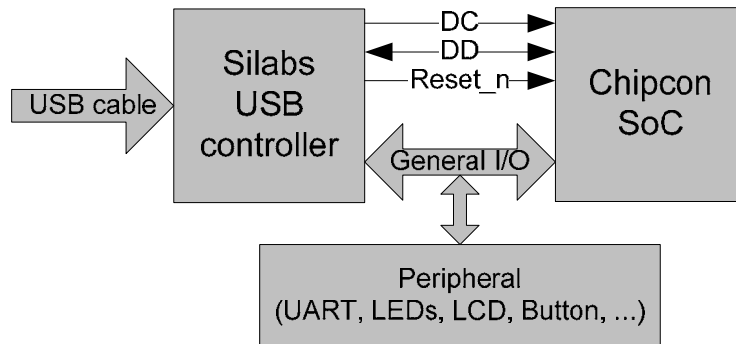 DC
Silabs
USB
controller
DD
Reset_n
Chipcon
SoC
USB cable
General I/O
Peripheral
(UART, LEDs, LCD, Button, ...)